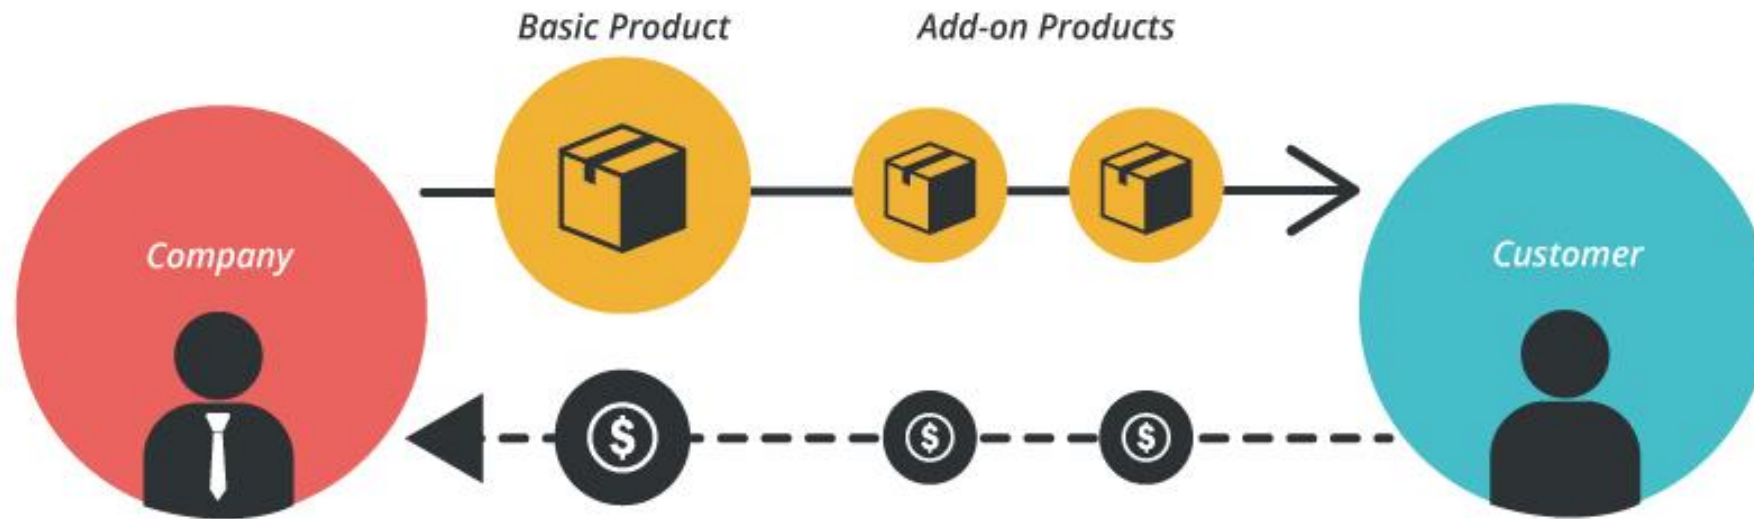 Basic Product
Add-on Products
Company
Customer
$
$
$